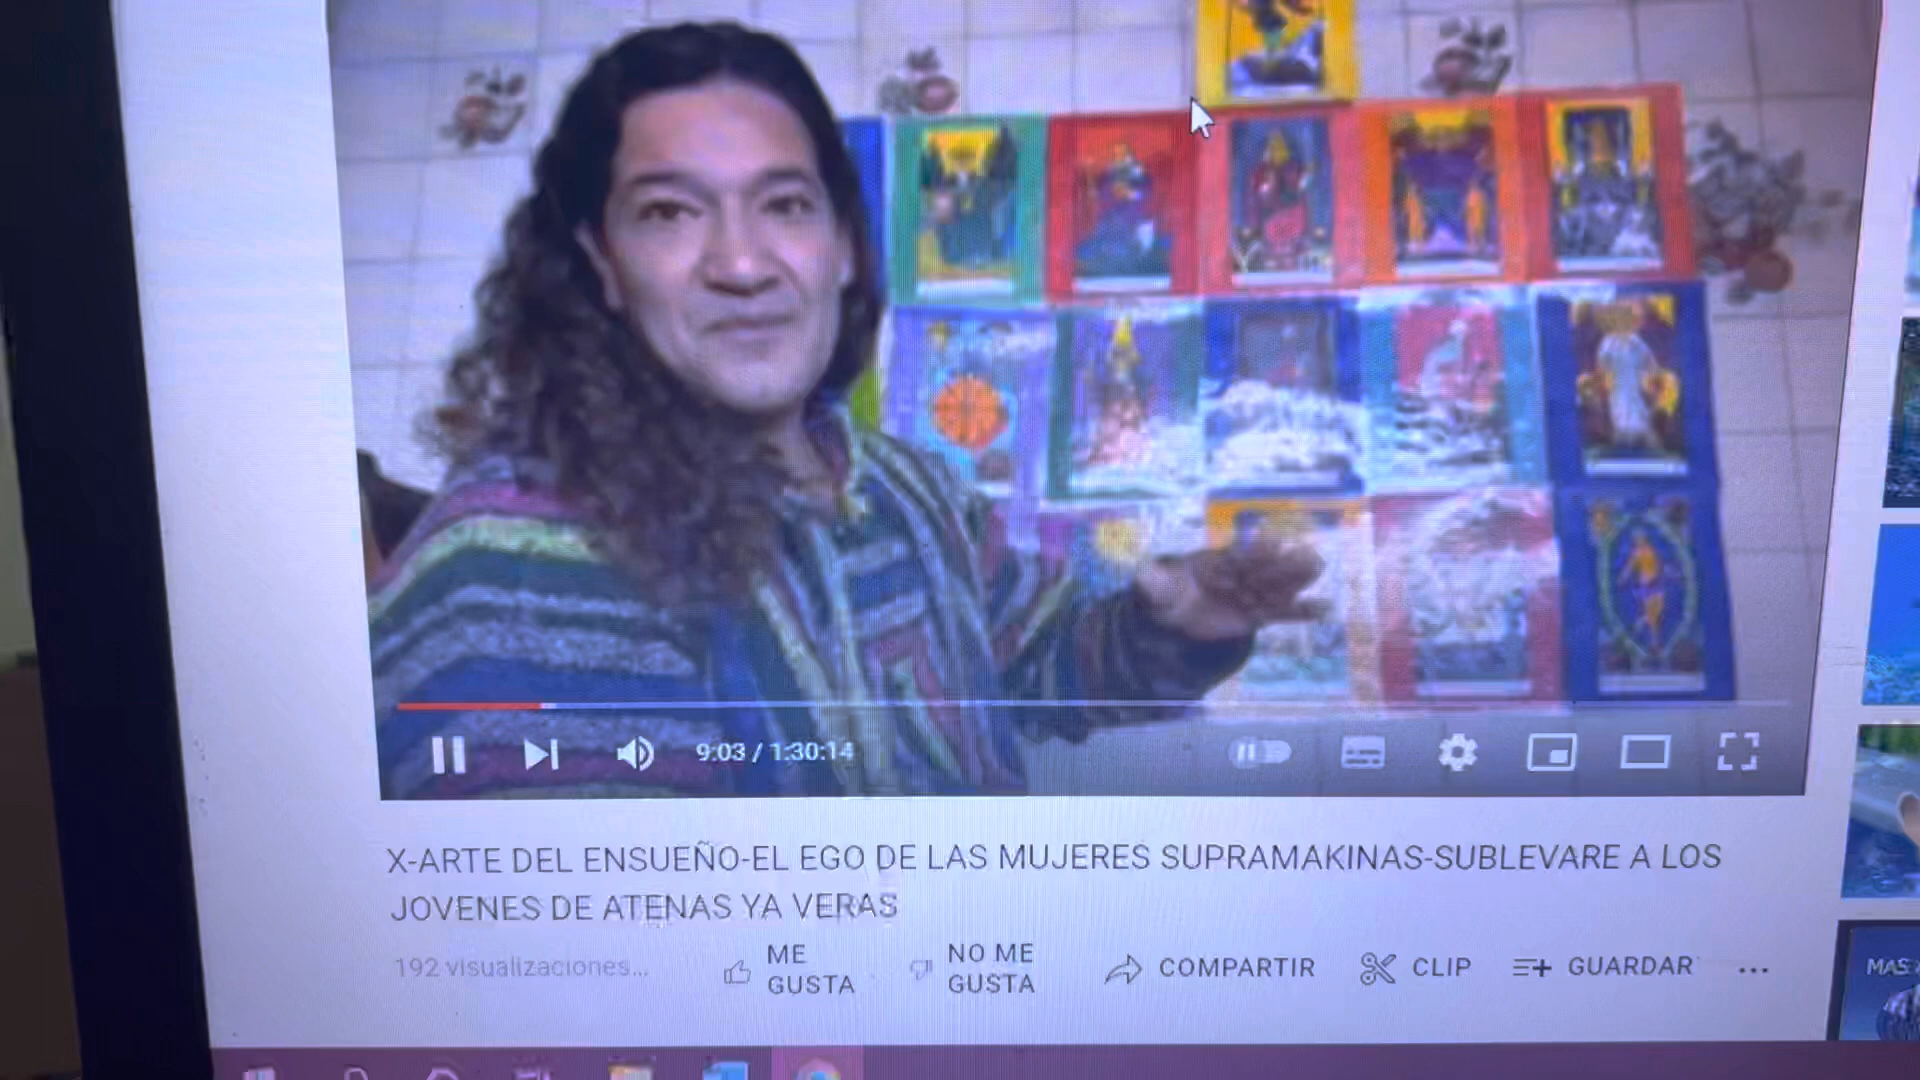 9:03 / 1:30:14
X-ARTE DEL ENSUEÑO-EL EGO DE LAS MUJERES SUPRAMAKINAS-SUBLEVARE A LOS
JOVENES DE ATENAS YA VERAS
192 visualizaciones...
ME GUSTA
NO ME GUSTA
COMPARTIR
CLIP
GUARDAR
...
MAS